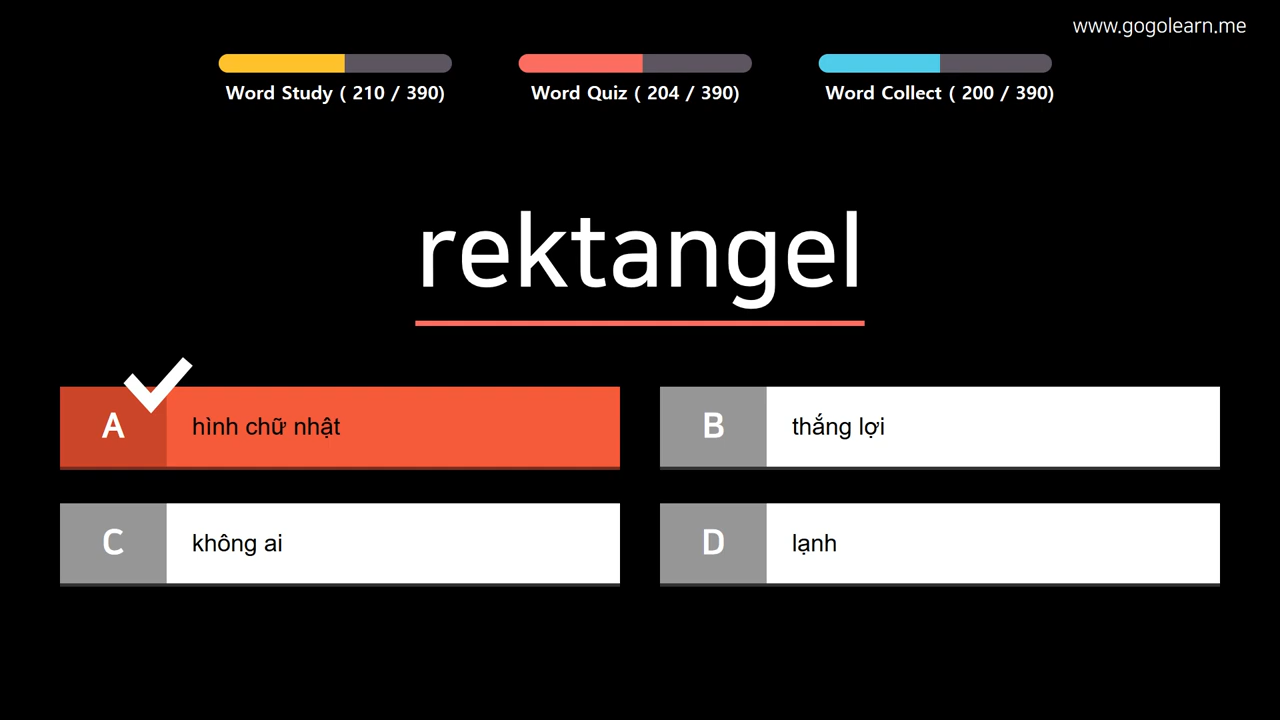 www.gogolearn.me
Word Study ( 210 / 390)
Word Quiz ( 204 / 390)
Word Collect ( 200 / 390)
rektangel
A
hình chữ nhật
B
thắng lợi
C
không ai
D
lạnh